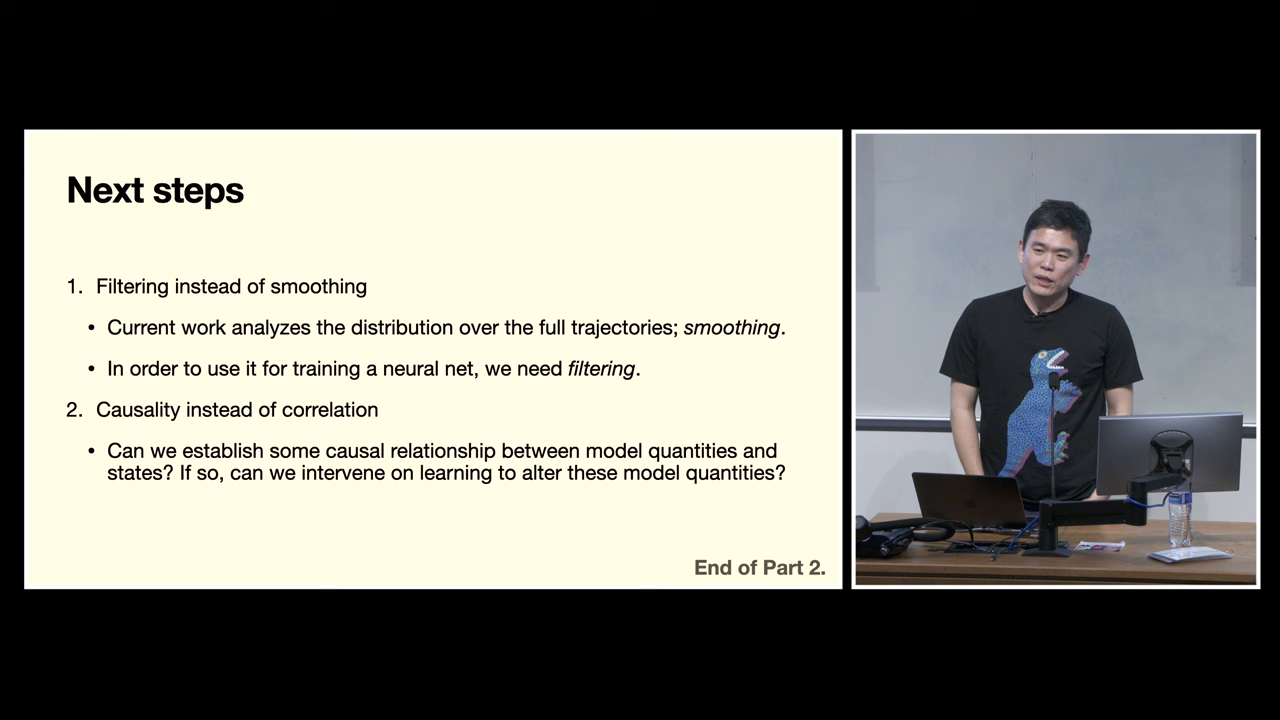 Next steps
1. Filtering instead of smoothing
• Current work analyzes the distribution over the full trajectories; smoothing.
• In order to use it for training a neural net, we need filtering.
2. Causality instead of correlation
• Can we establish some causal relationship between model quantities and
states? If so, can we intervene on learning to alter these model quantities?
End of Part 2.